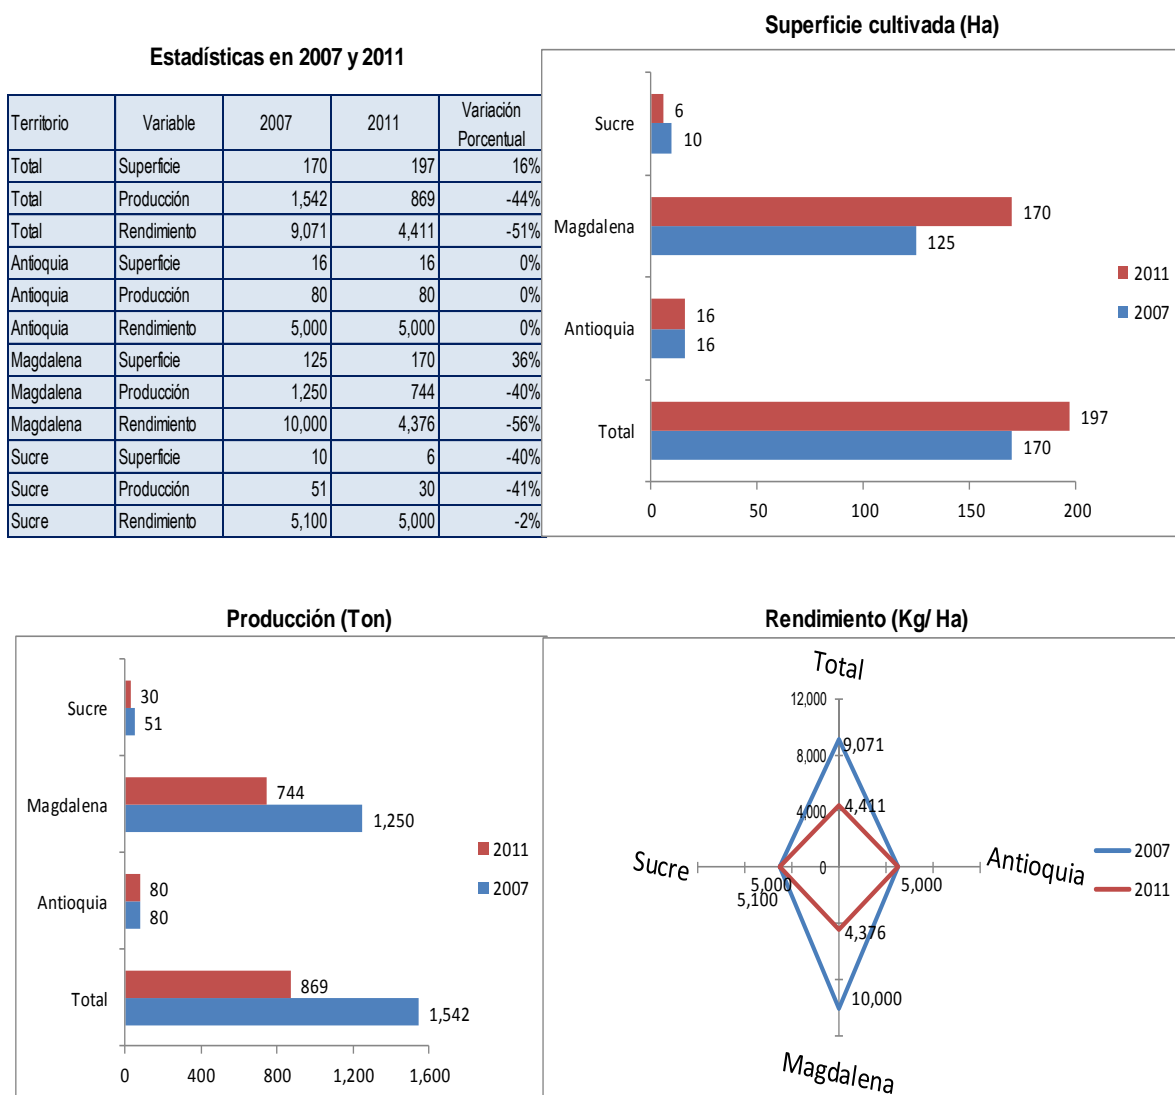 Estadísticas en 2007 y 2011
Territorio Variable 2007 2011 Variación Porcentual
Total Superficie 170 197 16%
Total Producción 1,542 869 -44%
Total Rendimiento 9,071 4,411 -51%
Antioquia Superficie 16 16 0%
Antioquia Producción 80 80 0%
Antioquia Rendimiento 5,000 5,000 0%
Magdalena Superficie 125 170 36%
Magdalena Producción 1,250 744 -40%
Magdalena Rendimiento 10,000 4,376 -56%
Sucre Superficie 10 6 -40%
Sucre Producción 51 30 -41%
Sucre Rendimiento 5,100 5,000 -2%
Superficie cultivada (Ha)
Sucre 6
10
Magdalena 170
125
Antioquia 16
16
Total 197
170
0 50 100 150 200
2011
2007
Producción (Ton)
Sucre 30
51
Magdalena 744
1,250
Antioquia 80
80
Total 869
1,542
0 400 800 1,200 1,600
2011
2007
Rendimiento (Kg/ Ha)
Total
12,000
9,071
8,000
4,000 4,411
Sucre 0 Antioquia
5,000 5,000
5,100
4,376
10,000
Magdalena
2007
2011